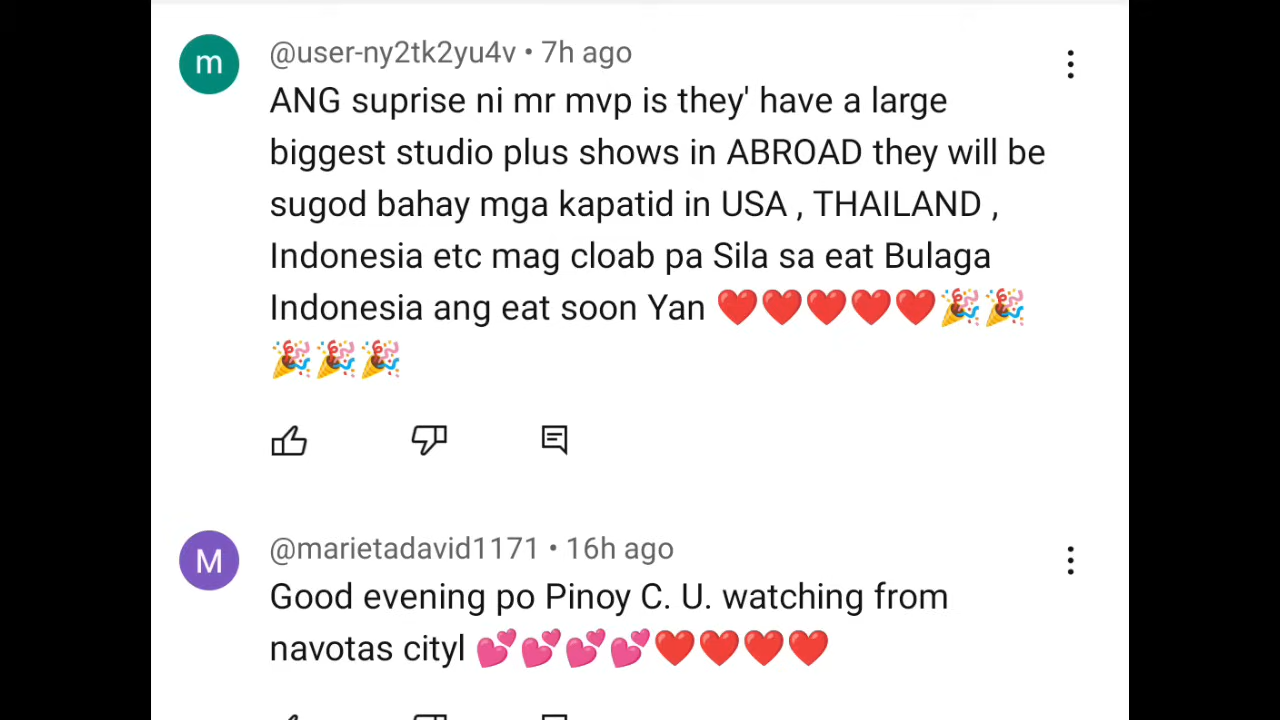 m
@user-ny2tk2yu4v • 7h ago
ANG suprise ni mr mvp is they' have a large
biggest studio plus shows in ABROAD they will be
sugod bahay mga kapatid in USA , THAILAND ,
Indonesia etc mag cloab pa Sila sa eat Bulaga
Indonesia ang eat soon Yan ❤️❤️❤️❤️❤️🎉🎉
🎉🎉🎉
M
@marietadavid1171 • 16h ago
Good evening po Pinoy C. U. watching from
navotas cityl 💕💕💕💕❤️❤️❤️❤️